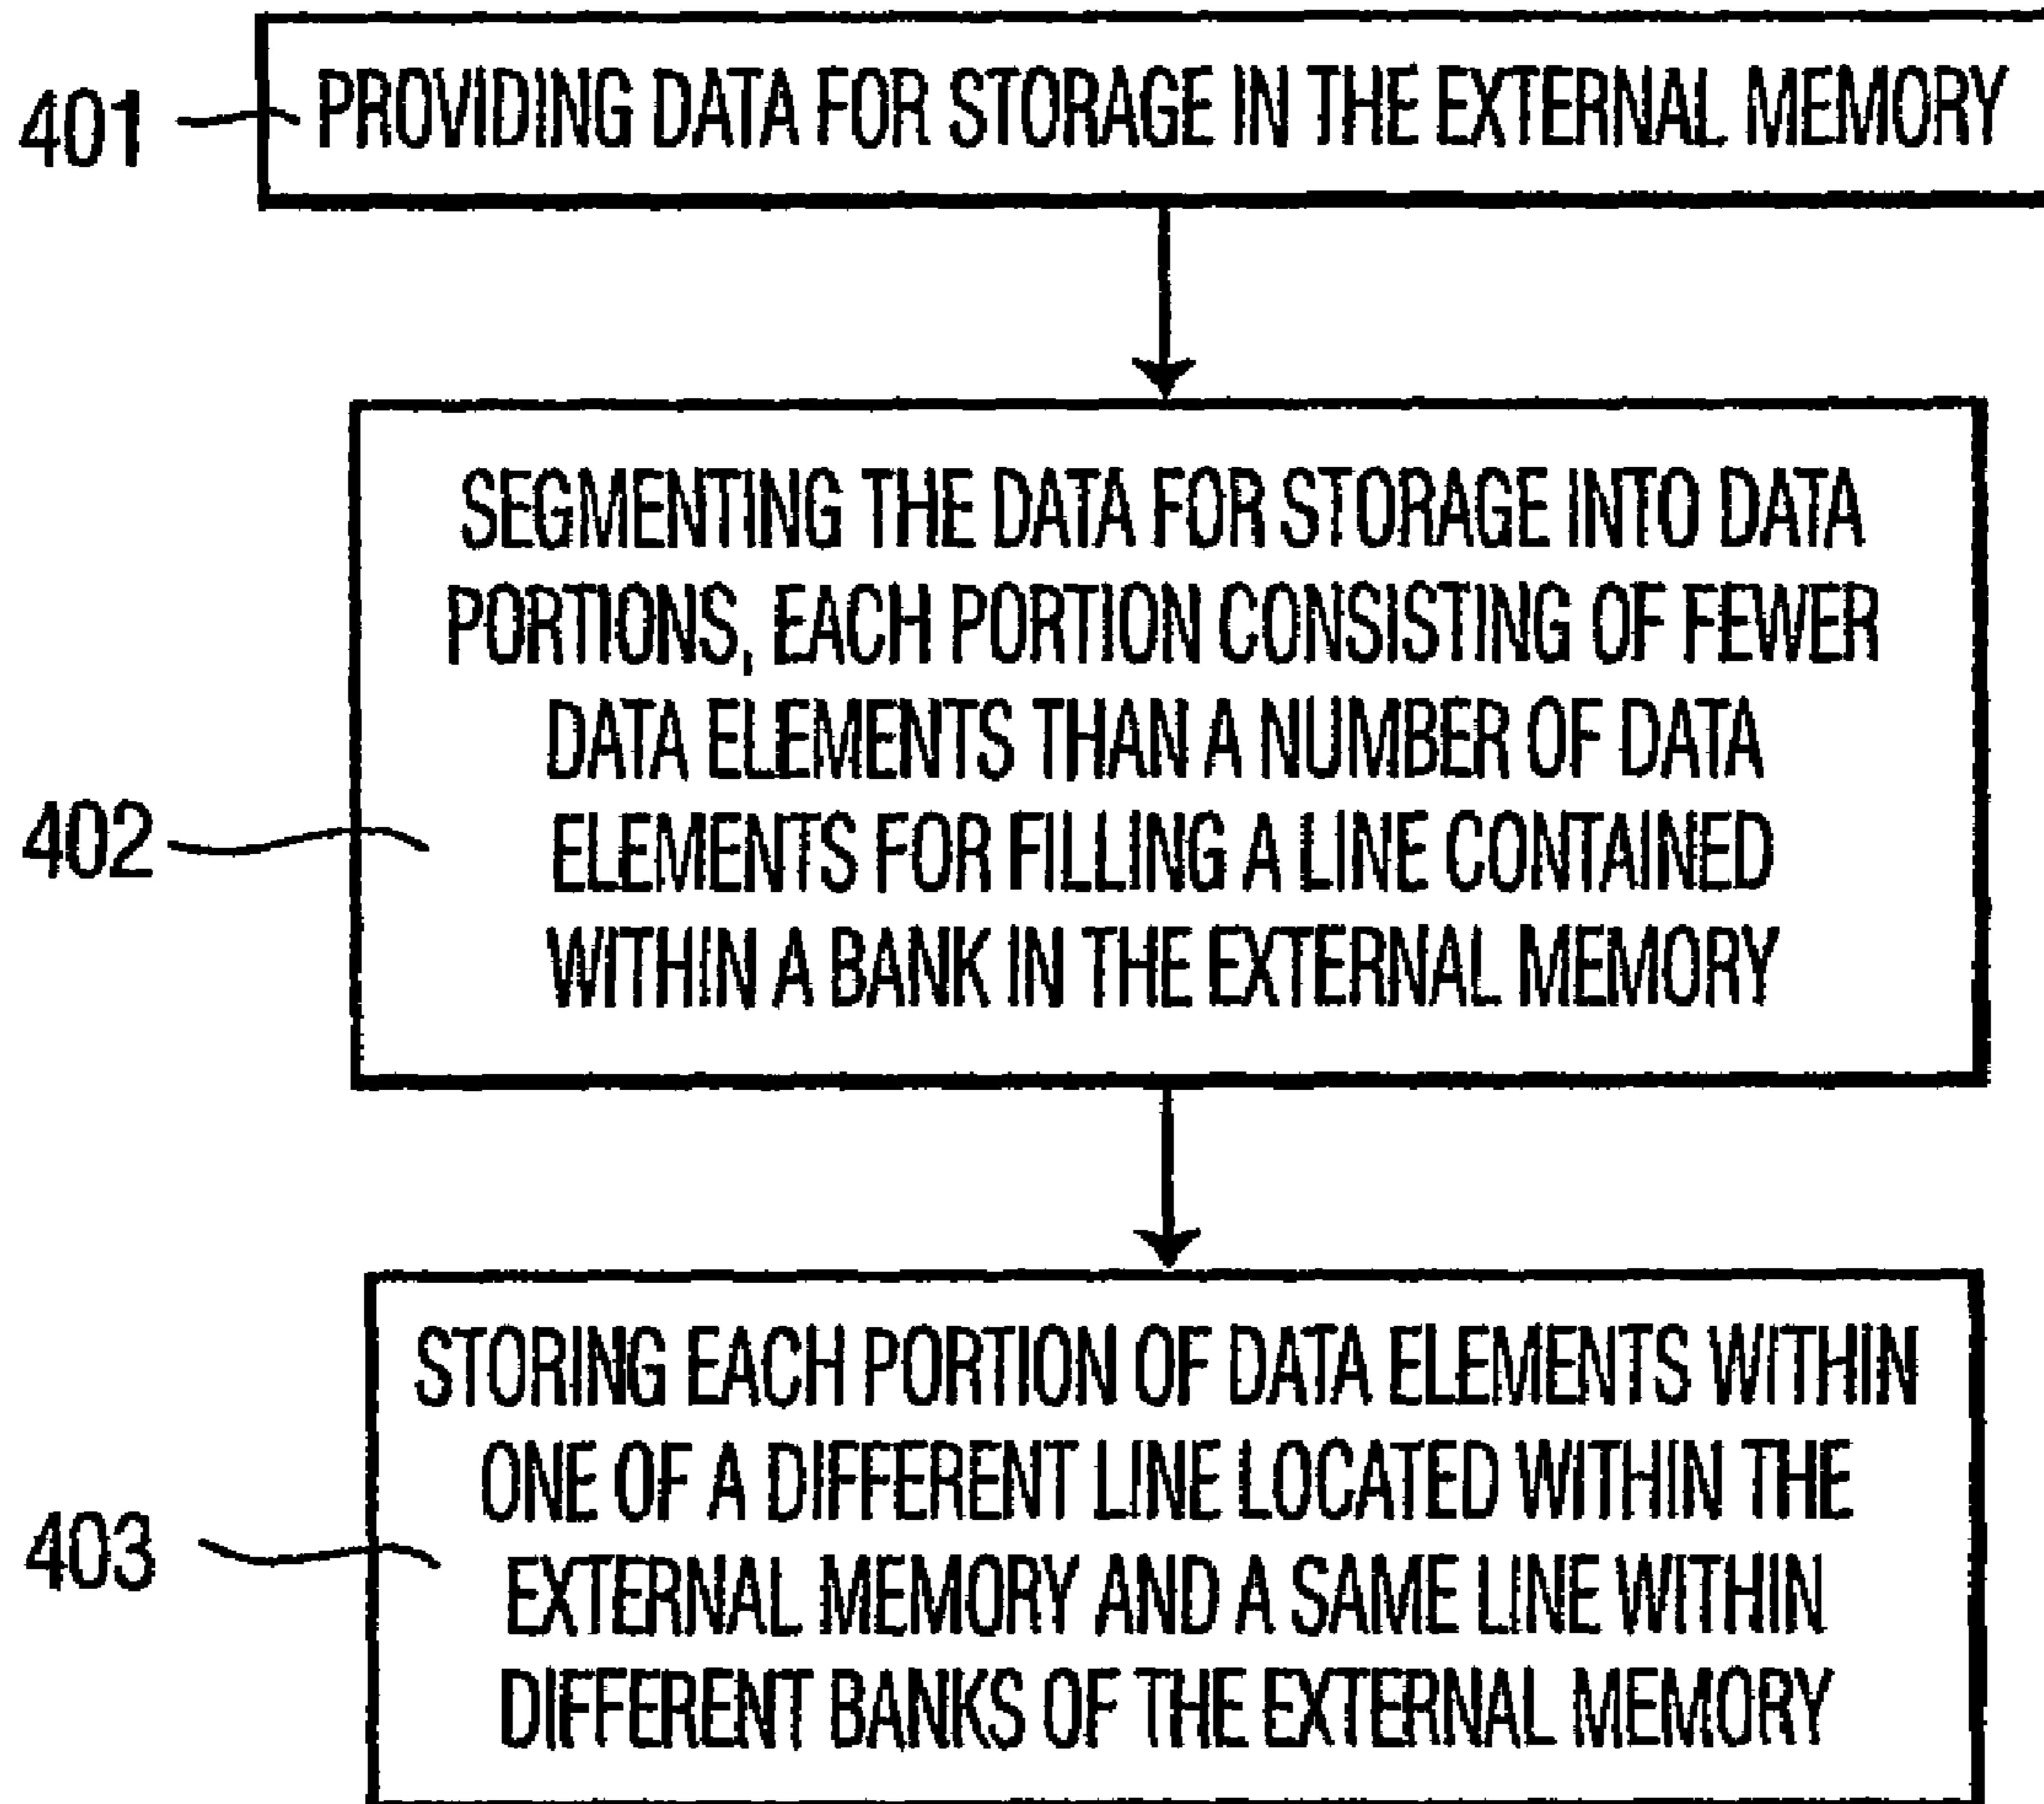 401
PROVIDING DATA FOR STORAGE IN THE EXTERNAL MEMORY
SEGMENTING THE DATA FOR STORAGE INTO DATA
PORTIONS, EACH PORTION CONSISTING OF FEWER
DATA ELEMENTS THAN A NUMBER OF DATA
402
ELEMENTS FOR FILLING A LINE CONTAINED
WITHIN A BANK IN THE EXTERNAL MEMORY
STORING EACH PORTION OF DATA ELEMENTS WITHIN
ONE OF A DIFFERENT LINE LOCATED WITHIN THE
403
EXTERNAL MEMORY AND A SAME LINE WITHIN
DIFFERENT BANKS OF THE EXTERNAL MEMORY